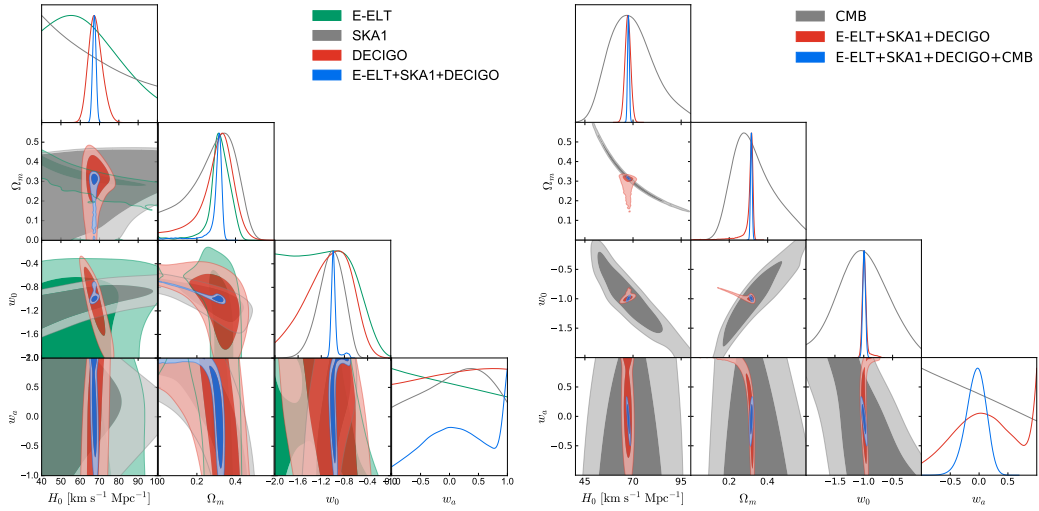 E-ELT
SKA1
DECIGO
E-ELT+SKA1+DECIGO
0.5
0.4
0.3
0.2
0.1
0.0
Ω_m
−0.4
−0.8
−1.2
−1.6
−2.0
w_0
0.5
0.0
−0.5
−1.0
w_a
40 50 60 70 80 90 100
H_0 [km s^−1 Mpc^−1]
0.2 0.4
Ω_m
−2.0 −1.6 −1.2 −0.8 −0.4 0.0
w_0
−0.5 0.0 0.5 1.0
w_a
CMB
E-ELT+SKA1+DECIGO
E-ELT+SKA1+DECIGO+CMB
0.5
0.4
0.3
0.2
0.1
Ω_m
−0.5
−1.0
−1.5
w_0
0.5
0.0
−0.5
w_a
45 70 95
H_0 [km s^−1 Mpc^−1]
0.2 0.4
Ω_m
−2.0 −1.5 −1.0 −0.5
w_0
−0.5 0.0 0.5
w_a